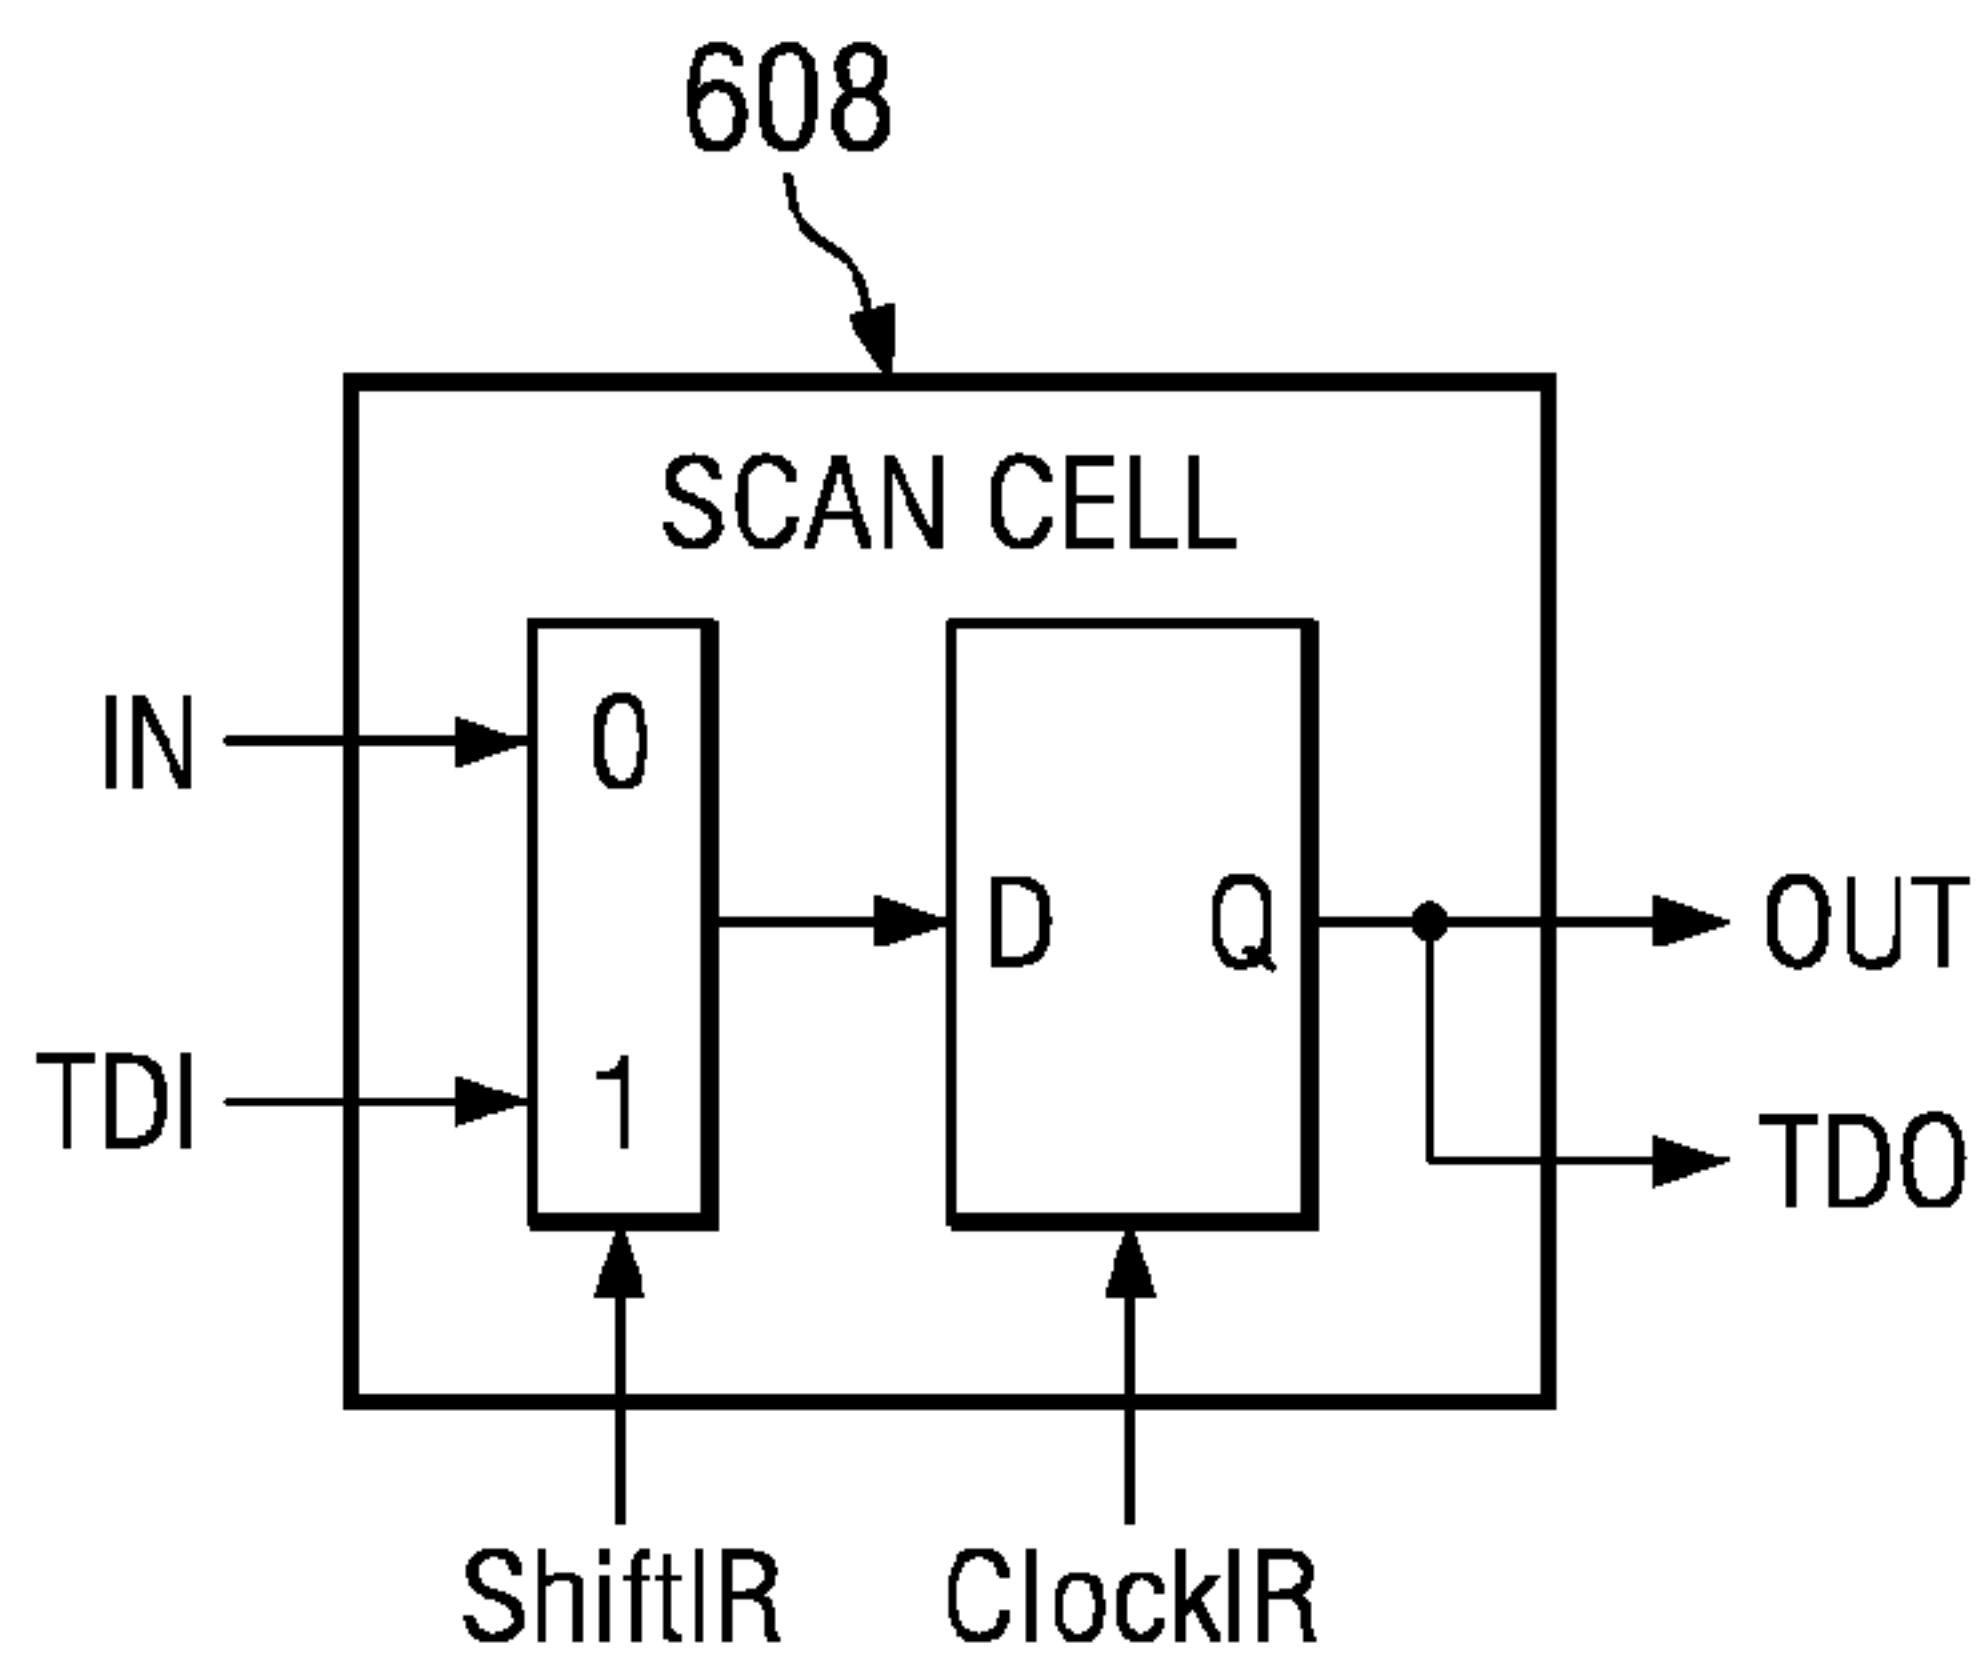 608
SCAN CELL
IN
0
D
Q
OUT
TDI
1
TDO
ShiftIR
ClockIR